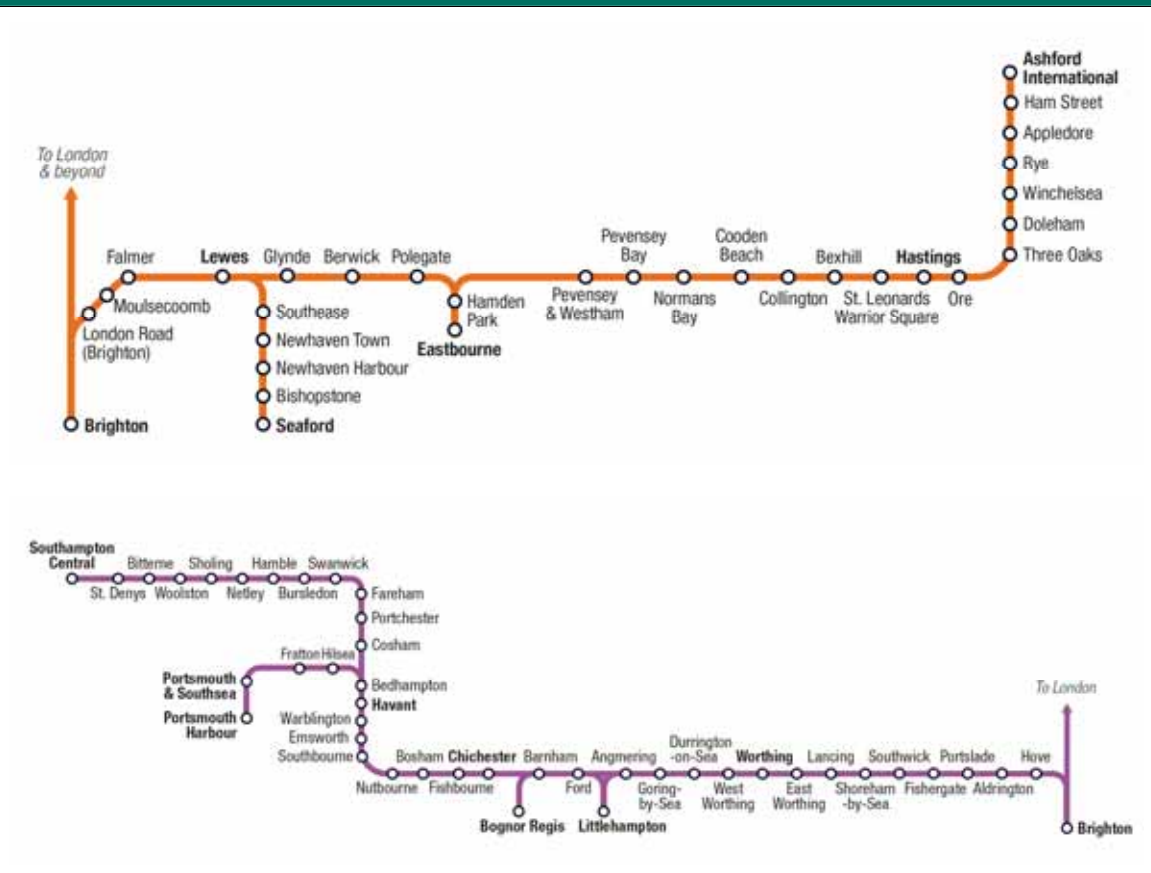 To London
& beyond
Falmer
Lewes
Glynde
Berwick
Polegate
Moulsecoomb
London Road
(Brighton)
Brighton
Southease
Newhaven Town
Newhaven Harbour
Bishopstone
Seaford
Hamden
Park
Eastbourne
Pevensey
& Westham
Pevensey
Bay
Normans
Bay
Cooden
Beach
Collington
Bexhill
St. Leonards
Warrior Square
Hastings
Ore
Ashford
International
Ham Street
Appledore
Rye
Winchelsea
Doleham
Three Oaks
Southampton
Central
St. Denys
Bitterne
Woolston
Sholing
Netley
Hamble
Bursledon
Swanwick
Fareham
Portchester
Cosham
Fratton
Hilsea
Portsmouth
& Southsea
Portsmouth
Harbour
Bedhampton
Havant
Warblington
Emsworth
Southbourne
Nutbourne
Bosham
Fishbourne
Chichester
Bognor Regis
Barnham
Ford
Littlehampton
Angmering
Goring-
by-Sea
Durrington
-on-Sea
West
Worthing
Worthing
East
Worthing
Lancing
Shoreham
-by-Sea
Southwick
Fishergate
Portslade
Aldrington
Hove
To London
Brighton